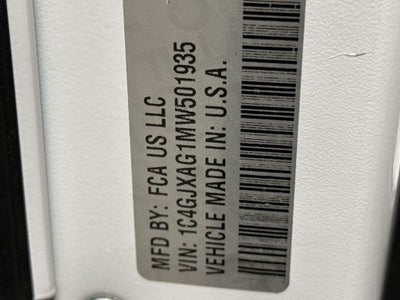 MFD BY: FCA US LLC
VIN: 1C4GJXAG1MW501935
VEHICLE MADE IN: U.S.A.